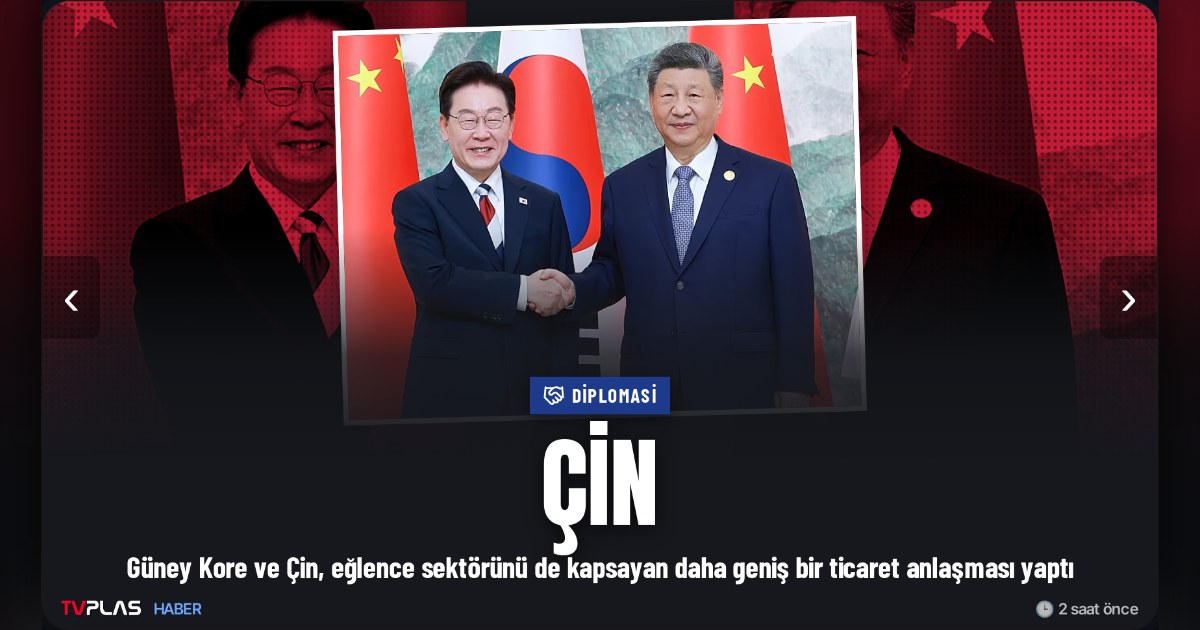 DİPLOMASİ
ÇİN
Güney Kore ve Çin, eğlence sektörünü de kapsayan daha geniş bir ticaret anlaşması yaptı
TVPLAS HABER
2 saat önce